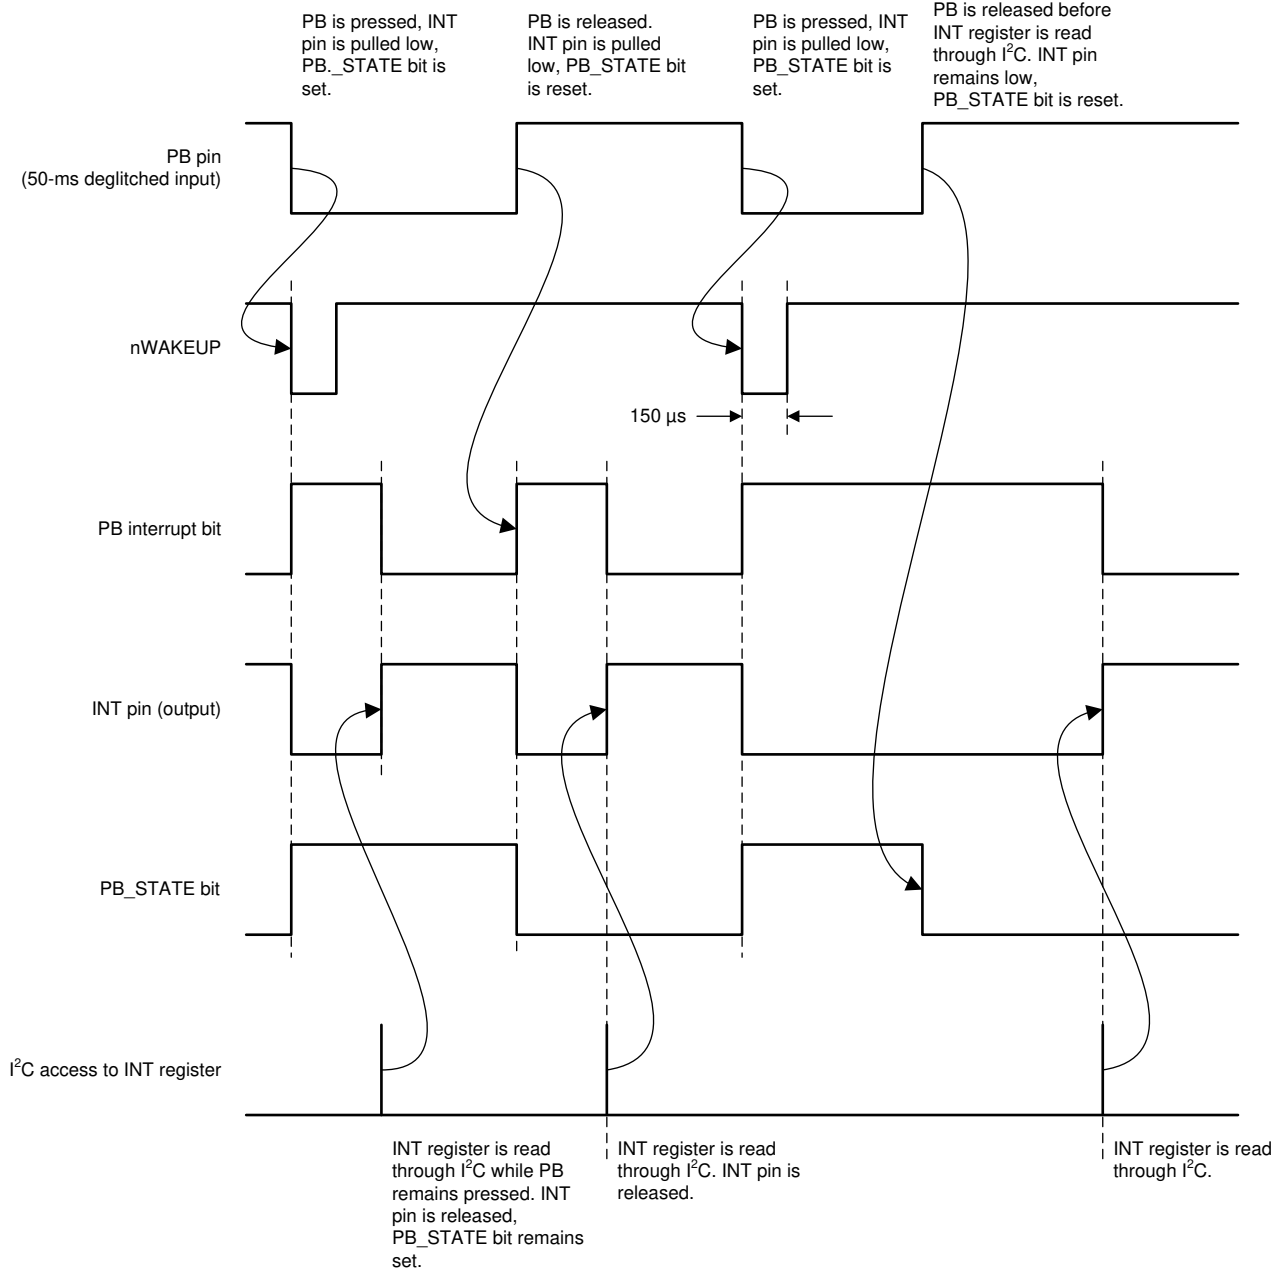 PB is pressed, INT
pin is pulled low,
PB._STATE bit is
set.
PB is released.
INT pin is pulled
low, PB_STATE bit
is reset.
PB is pressed, INT
pin is pulled low,
PB_STATE bit is
set.
PB is released before
INT register is read
through I²C. INT pin
remains low,
PB_STATE bit is reset.
PB pin
(50-ms deglitched input)
nWAKEUP
150 µs
PB interrupt bit
INT pin (output)
PB_STATE bit
I²C access to INT register
INT register is read
through I²C while PB
remains pressed. INT
pin is released,
PB_STATE bit remains
set.
INT register is read
through I²C. INT pin is
released.
INT register is read
through I²C.